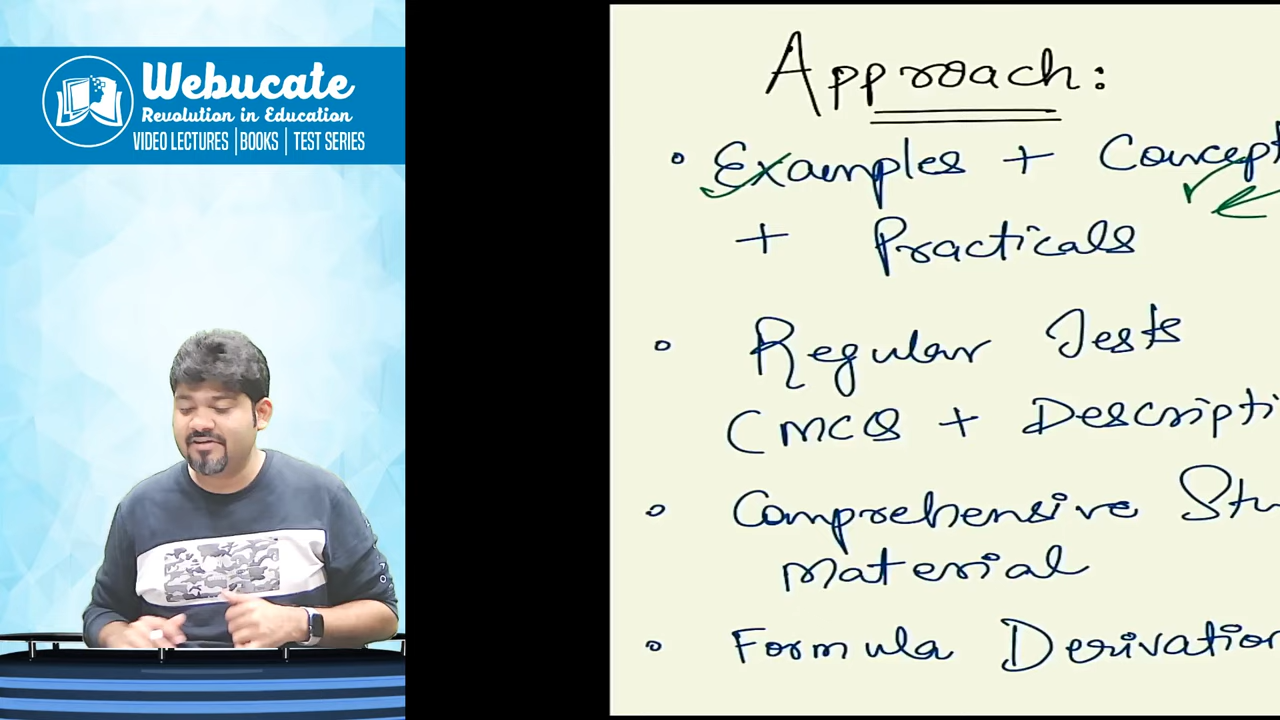 Webucate
Revolution in Education
VIDEO LECTURES | BOOKS | TEST SERIES
Approach:
• Examples + Concept
+ Practicals
• Regular Tests
(MCQ + Descripti
• Comprehensive Stu
Material
• Formula Derivation